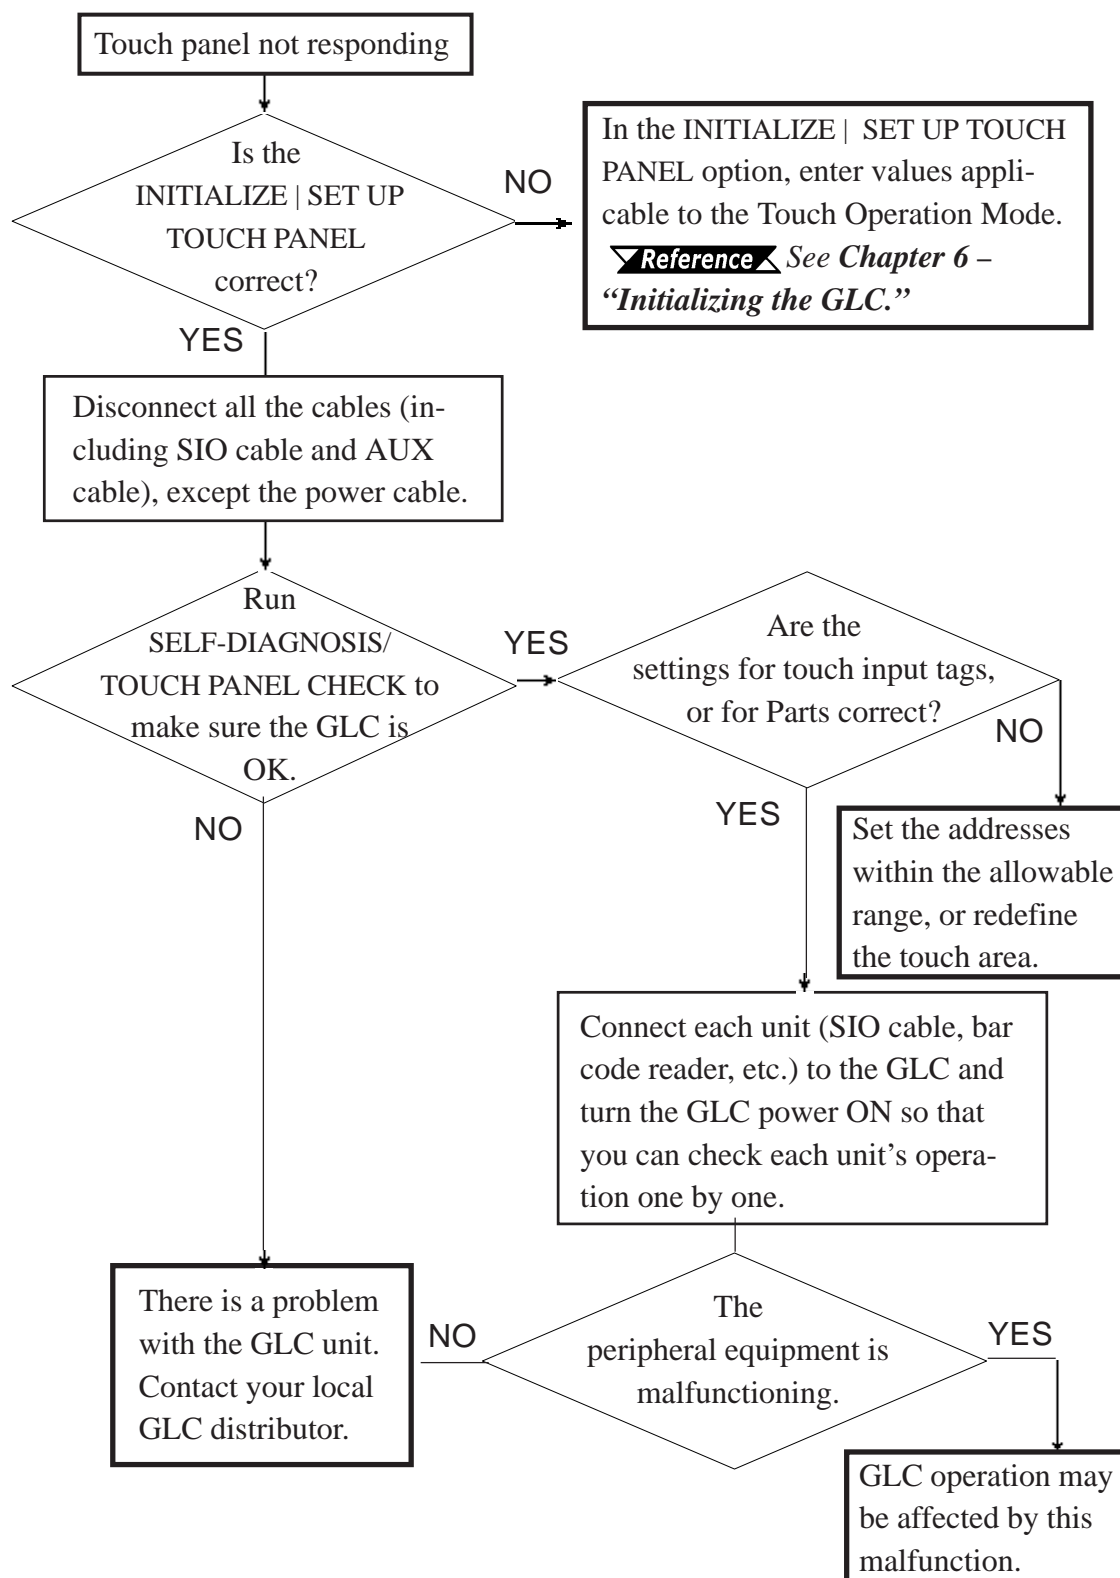 Touch panel not responding
Is the
INITIALIZE | SET UP
TOUCH PANEL
correct?
NO
In the INITIALIZE | SET UP TOUCH
PANEL option, enter values appli-
cable to the Touch Operation Mode.
Reference See Chapter 6 –
“Initializing the GLC.”
YES
Disconnect all the cables (in-
cluding SIO cable and AUX
cable), except the power cable.
Run
SELF-DIAGNOSIS/
TOUCH PANEL CHECK to
make sure the GLC is
OK.
YES
Are the
settings for touch input tags,
or for Parts correct?
NO
NO
YES
Set the addresses
within the allowable
range, or redefine
the touch area.
Connect each unit (SIO cable, bar
code reader, etc.) to the GLC and
turn the GLC power ON so that
you can check each unit’s opera-
tion one by one.
There is a problem
with the GLC unit.
Contact your local
GLC distributor.
NO
The
peripheral equipment is
malfunctioning.
YES
GLC operation may
be affected by this
malfunction.